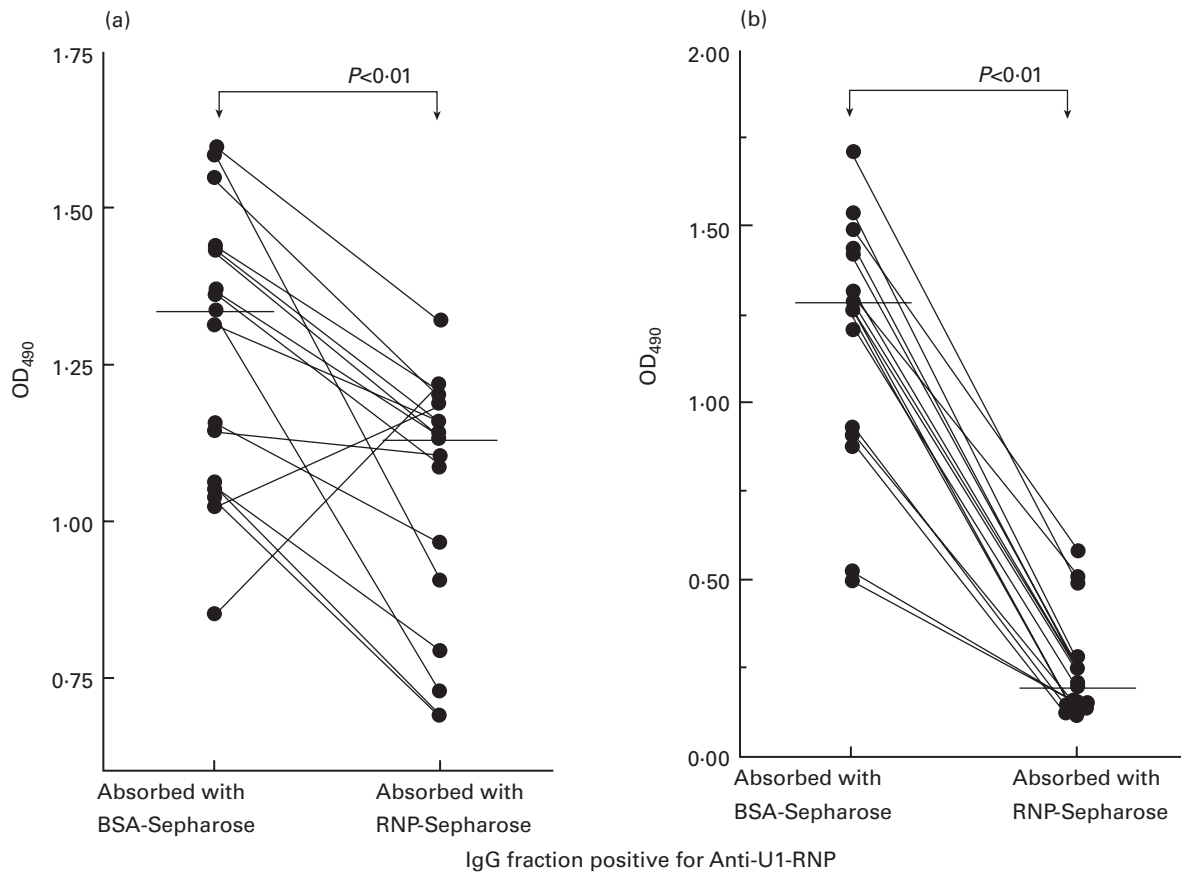 (a)
1·75
1·50
1·25
1·00
0·75
OD490
P<0·01
Absorbed with
BSA-Sepharose
Absorbed with
RNP-Sepharose
(b)
2·00
1·50
1·00
0·50
0·00
OD490
P<0·01
Absorbed with
BSA-Sepharose
Absorbed with
RNP-Sepharose
IgG fraction positive for Anti-U1-RNP